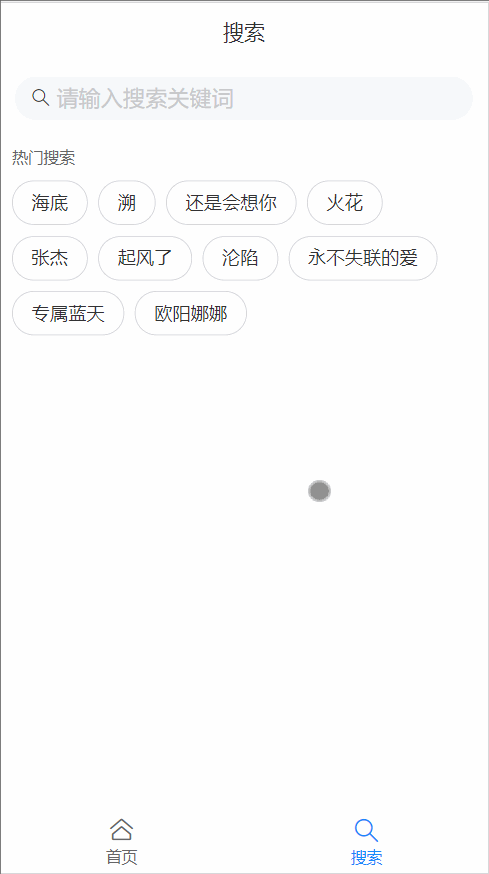 搜索
请输入搜索关键词
热门搜索
海底 溯 还是会想你 火花
张杰 起风了 沦陷 永不失联的爱
专属蓝天 欧阳娜娜
首页 搜索